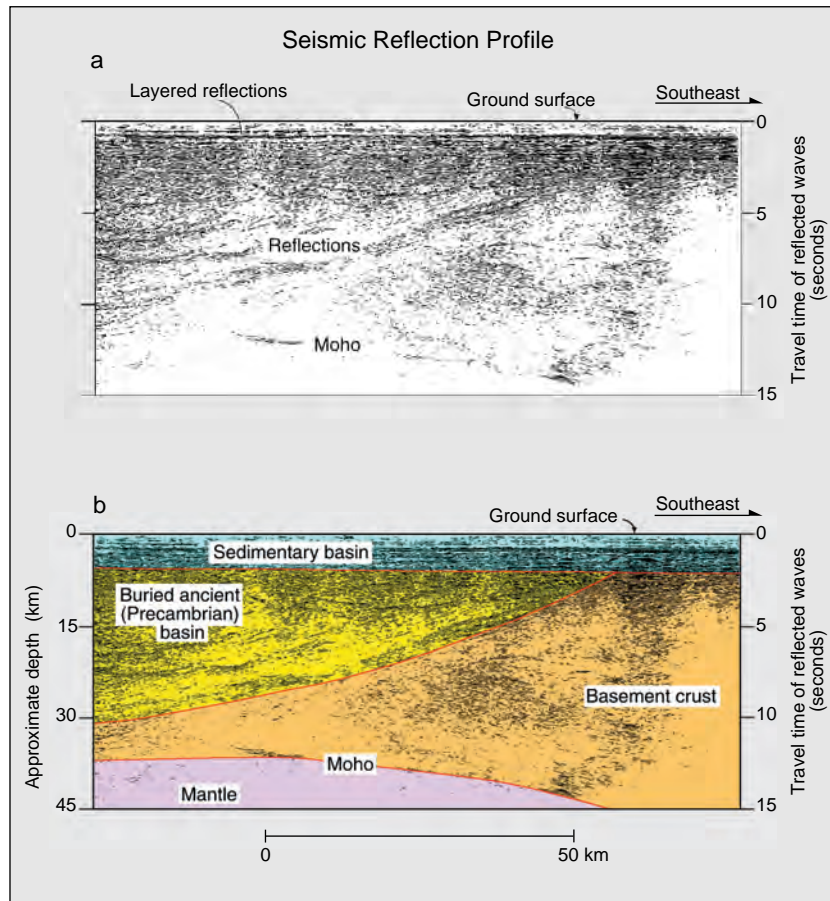 Seismic Reflection Profile
a
Layered reflections
Ground surface
Southeast
0
5
10
15
Travel time of reflected waves
(seconds)
Reflections
Moho
b
Ground surface
Southeast
0
15
30
45
Approximate depth (km)
Sedimentary basin
Buried ancient
(Precambrian)
basin
Basement crust
Moho
Mantle
0
5
10
15
Travel time of reflected waves
(seconds)
0
50 km